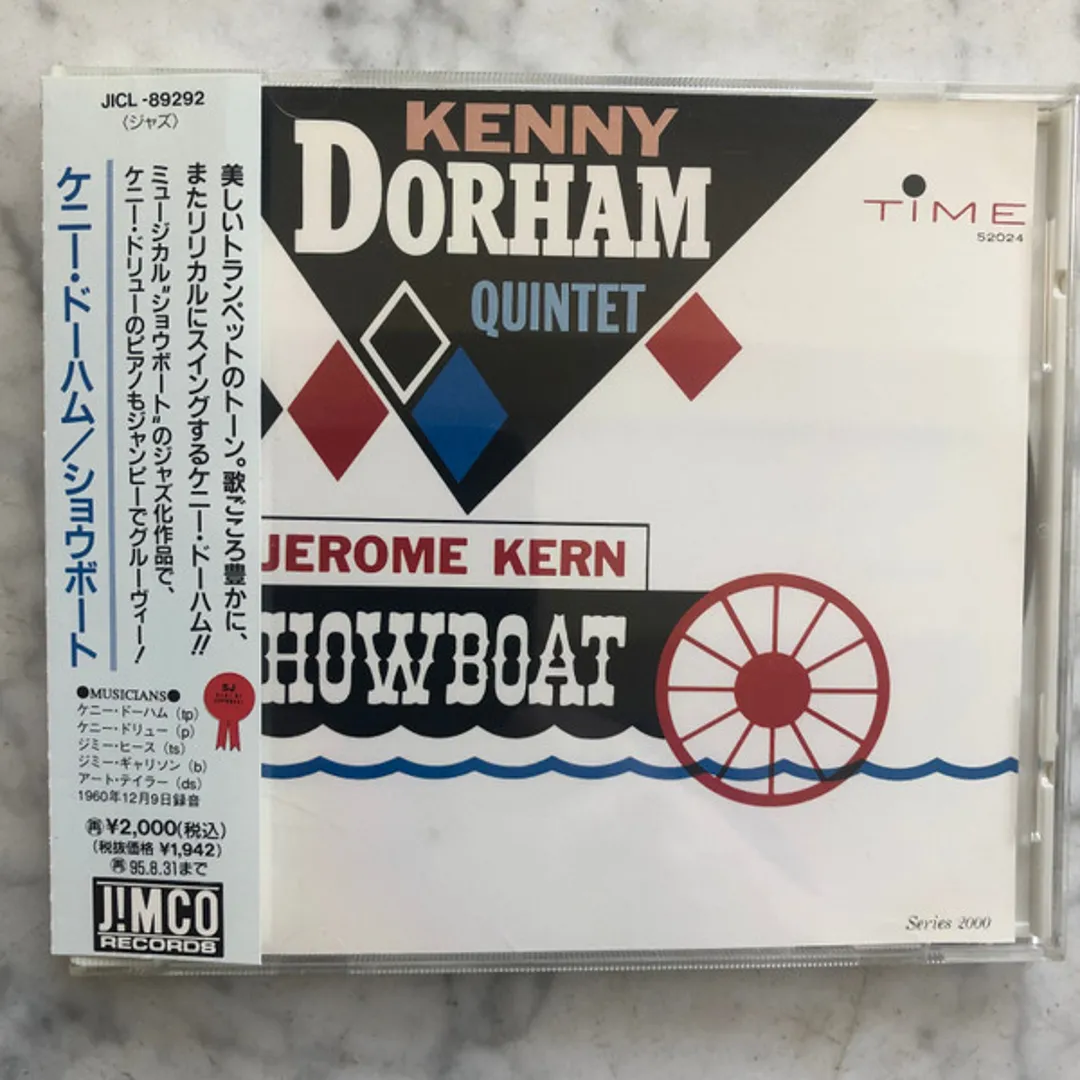 JICL-89292
〈ジャズ〉
美しいトランペットのトーン。歌ごころ豊かに、
またリリカルにスイングするケニー・ドーハム!!
ミュージカル"ショウボート"のジャズ化作品で、
ケニー・ドリューのピアノもジャンピーでグルーヴィー!
ケニー・ドーハム/ショウボート
●MUSICIANS●
ケニー・ドーハム (tp)
ケニー・ドリュー (p)
ジミー・ヒース (ts)
ジミー・ギャリソン (b)
アート・テイラー (ds)
1960年12月9日録音
SJ
再¥2,000(税込)
(税抜価格 ¥1,942)
再95.8.31まで
J!MCO
RECORDS
KENNY
DORHAM
QUINTET
TIME
52024
JEROME KERN
HOWBOAT
Series 2000